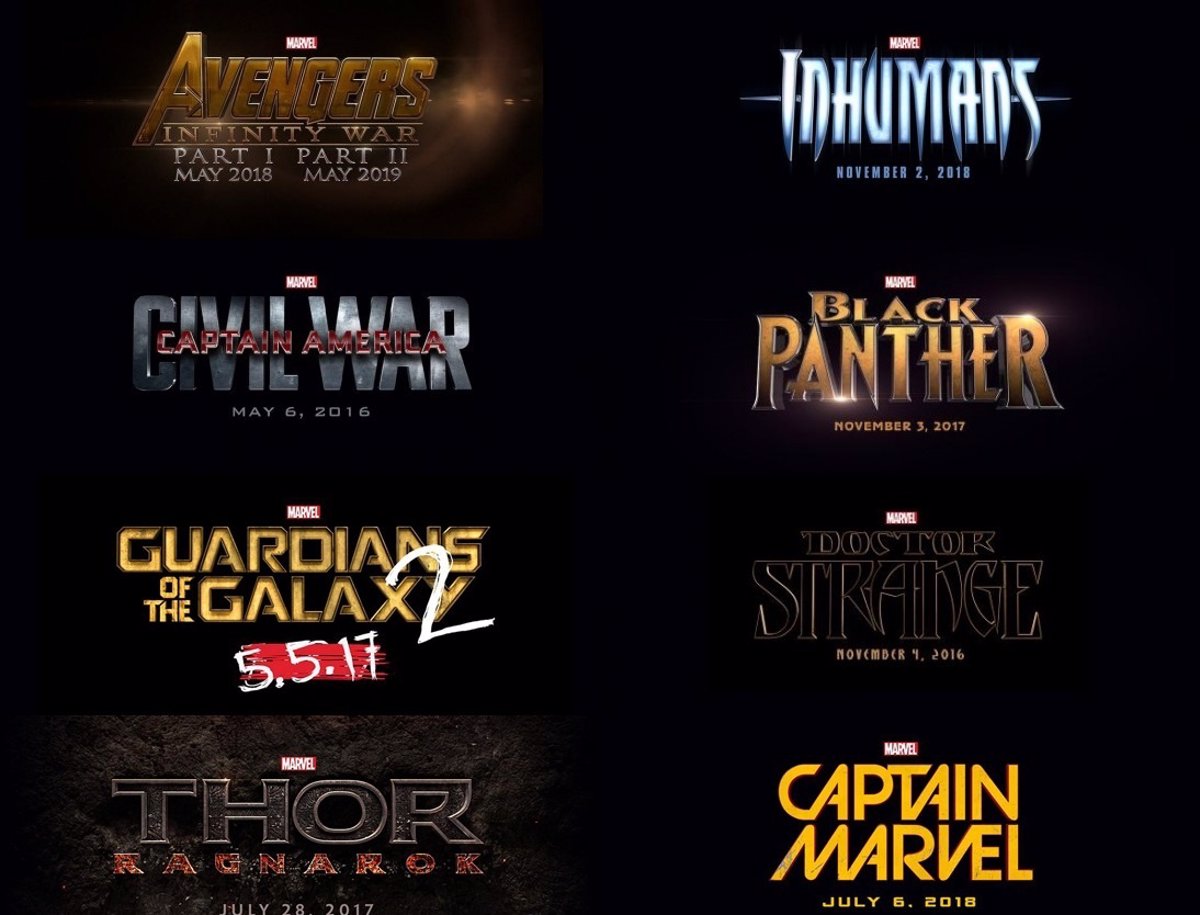 MARVEL
AVENGERS
INFINITY WAR
PART I PART II
MAY 2018 MAY 2019
MARVEL
INHUMANS
NOVEMBER 2, 2018
MARVEL
CIVIL WAR
CAPTAIN AMERICA
MAY 6, 2016
MARVEL
BLACK
PANTHER
NOVEMBER 3, 2017
MARVEL
GUARDIANS
OF THE GALAXY 2
5.5.17
MARVEL
DOCTOR
STRANGE
NOVEMBER 4, 2016
MARVEL
THOR
RAGNAROK
JULY 28, 2017
MARVEL
CAPTAIN
MARVEL
JULY 6, 2018